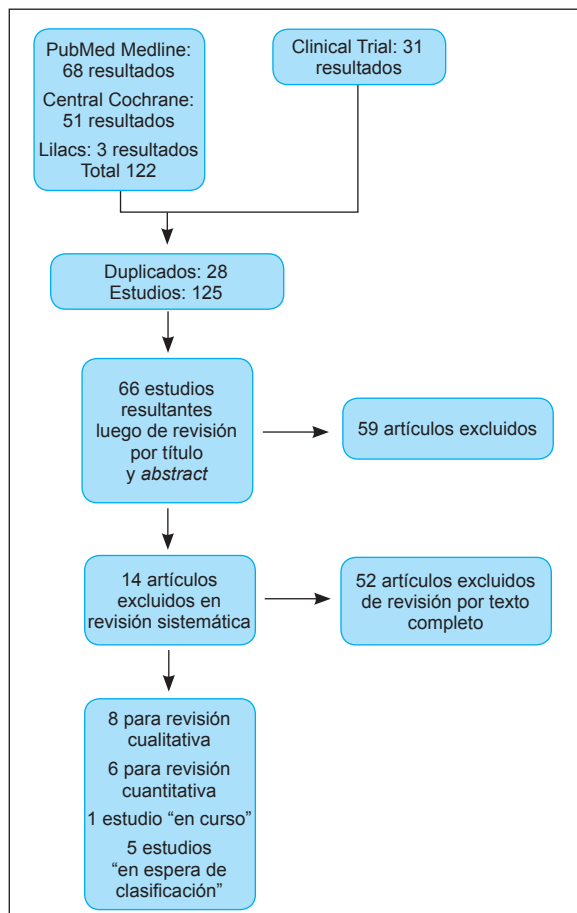 PubMed Medline:
68 resultados
Central Cochrane:
51 resultados
Lilacs: 3 resultados
Total 122
Clinical Trial: 31
resultados
Duplicados: 28
Estudios: 125
66 estudios
resultantes
luego de revisión
por título
y abstract
59 artículos excluidos
14 artículos
excluidos en
revisión sistemática
52 artículos excluidos
de revisión por texto
completo
8 para revisión
cualitativa
6 para revisión
cuantitativa
1 estudio “en curso”
5 estudios
“en espera de
clasificación”